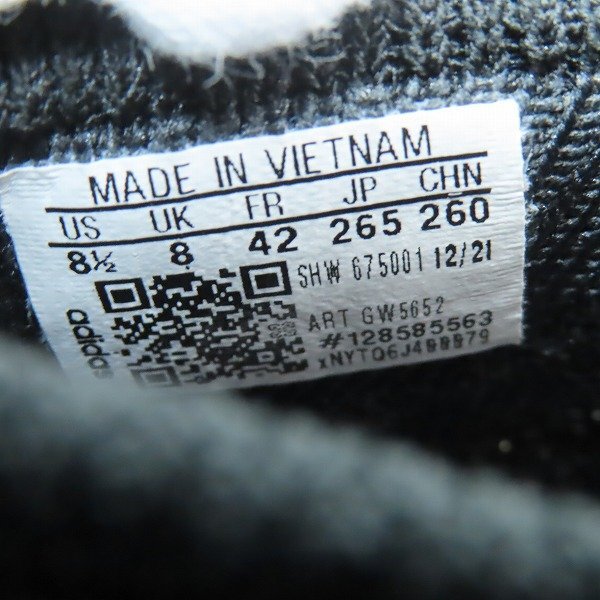 MADE IN VIETNAM
US UK FR JP CHN
8½ 8 42 265 260
adidas
SHW 675001 12/21
ART GW5652
#128585563